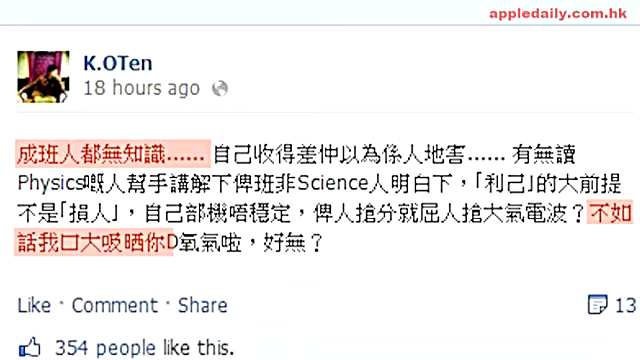 appledaily.com.hk
K.OTen
18 hours ago
成班人都無知識...... 自己收得差仲以為係人地害...... 有無讀
Physics嘅人幫手講解下俾班非Science人明白下，｢利己｣的大前提
不是｢損人｣，自己部機唔穩定，俾人搶分就屈人搶大氣電波？不如
話我口大吸晒你D氧氣啦，好無？
Like · Comment · Share 13
354 people like this.